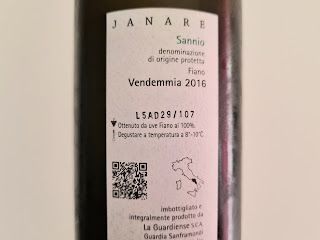 JANARE
Sannio
denominazione
di origine protetta
Fiano
Vendemmia 2016
L5AD29/107
Ottenuto da uve Fiano al 100%.
Degustare a temperatura a 8°-10°C.
imbottigliato e
integralmente prodotto da
La Guardiense S.C.A.
Guardia Sanframondi